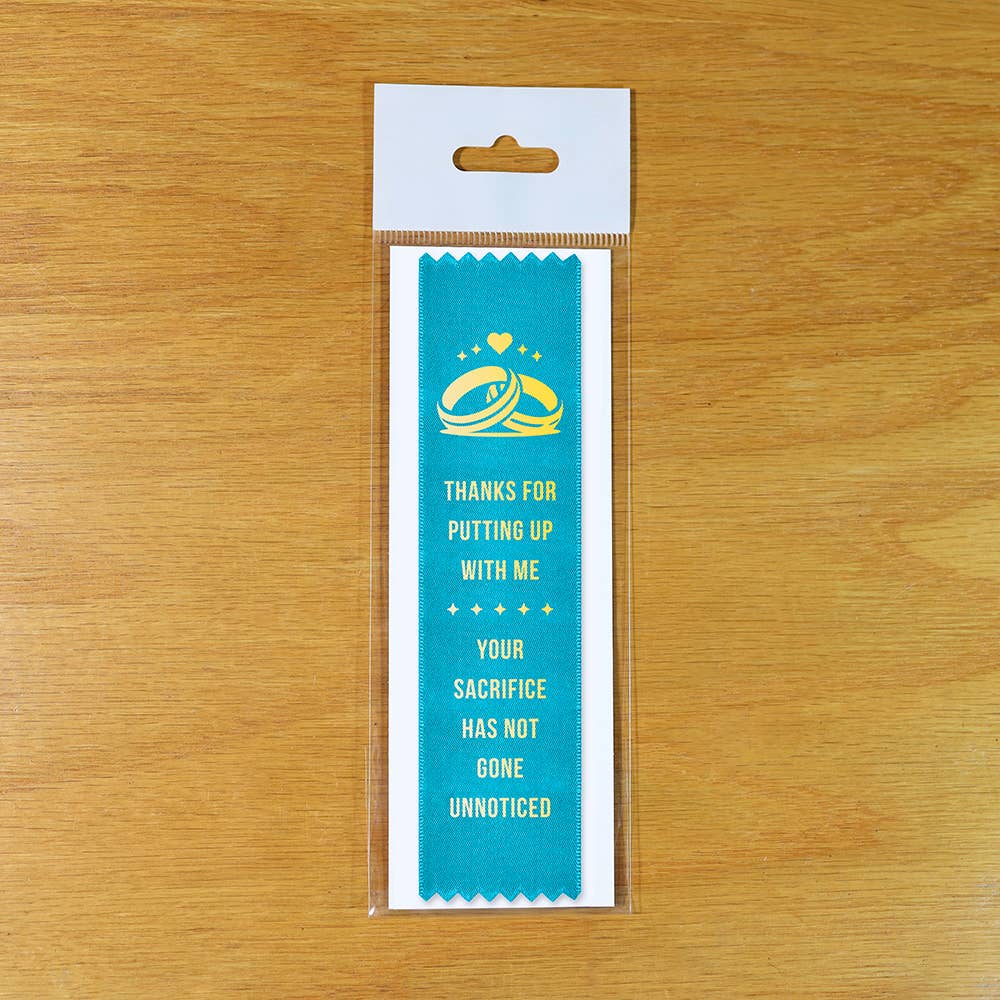 THANKS FOR
PUTTING UP
WITH ME
YOUR
SACRIFICE
HAS NOT
GONE
UNNOTICED